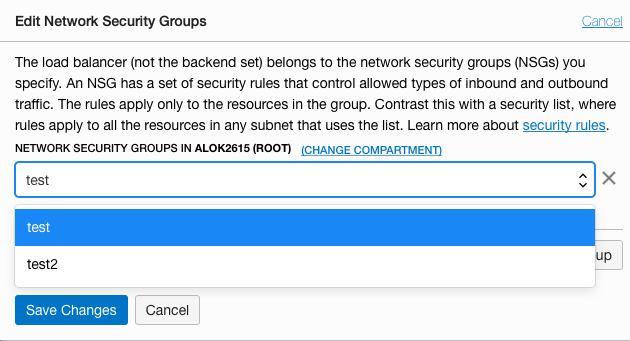 Edit Network Security Groups
Cancel
The load balancer (not the backend set) belongs to the network security groups (NSGs) you
specify. An NSG has a set of security rules that control allowed types of inbound and outbound
traffic. The rules apply only to the resources in the group. Contrast this with a security list, where
rules apply to all the resources in any subnet that uses the list. Learn more about security rules.
NETWORK SECURITY GROUPS IN ALOK2615 (ROOT) (CHANGE COMPARTMENT)
test
test
test2
up
Save Changes
Cancel